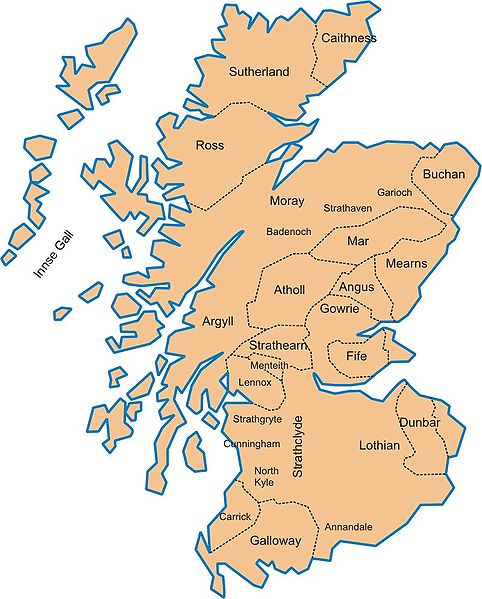 Caithness
Sutherland
Ross
Buchan
Garioch
Moray
Strathaven
Badenoch
Mar
Innse Gall
Mearns
Atholl
Angus
Gowrie
Argyll
Strathearn
Fife
Menteith
Lennox
Strathgryte
Dunbar
Strathclyde
Cunningham
Lothian
North
Kyle
Carrick
Annandale
Galloway